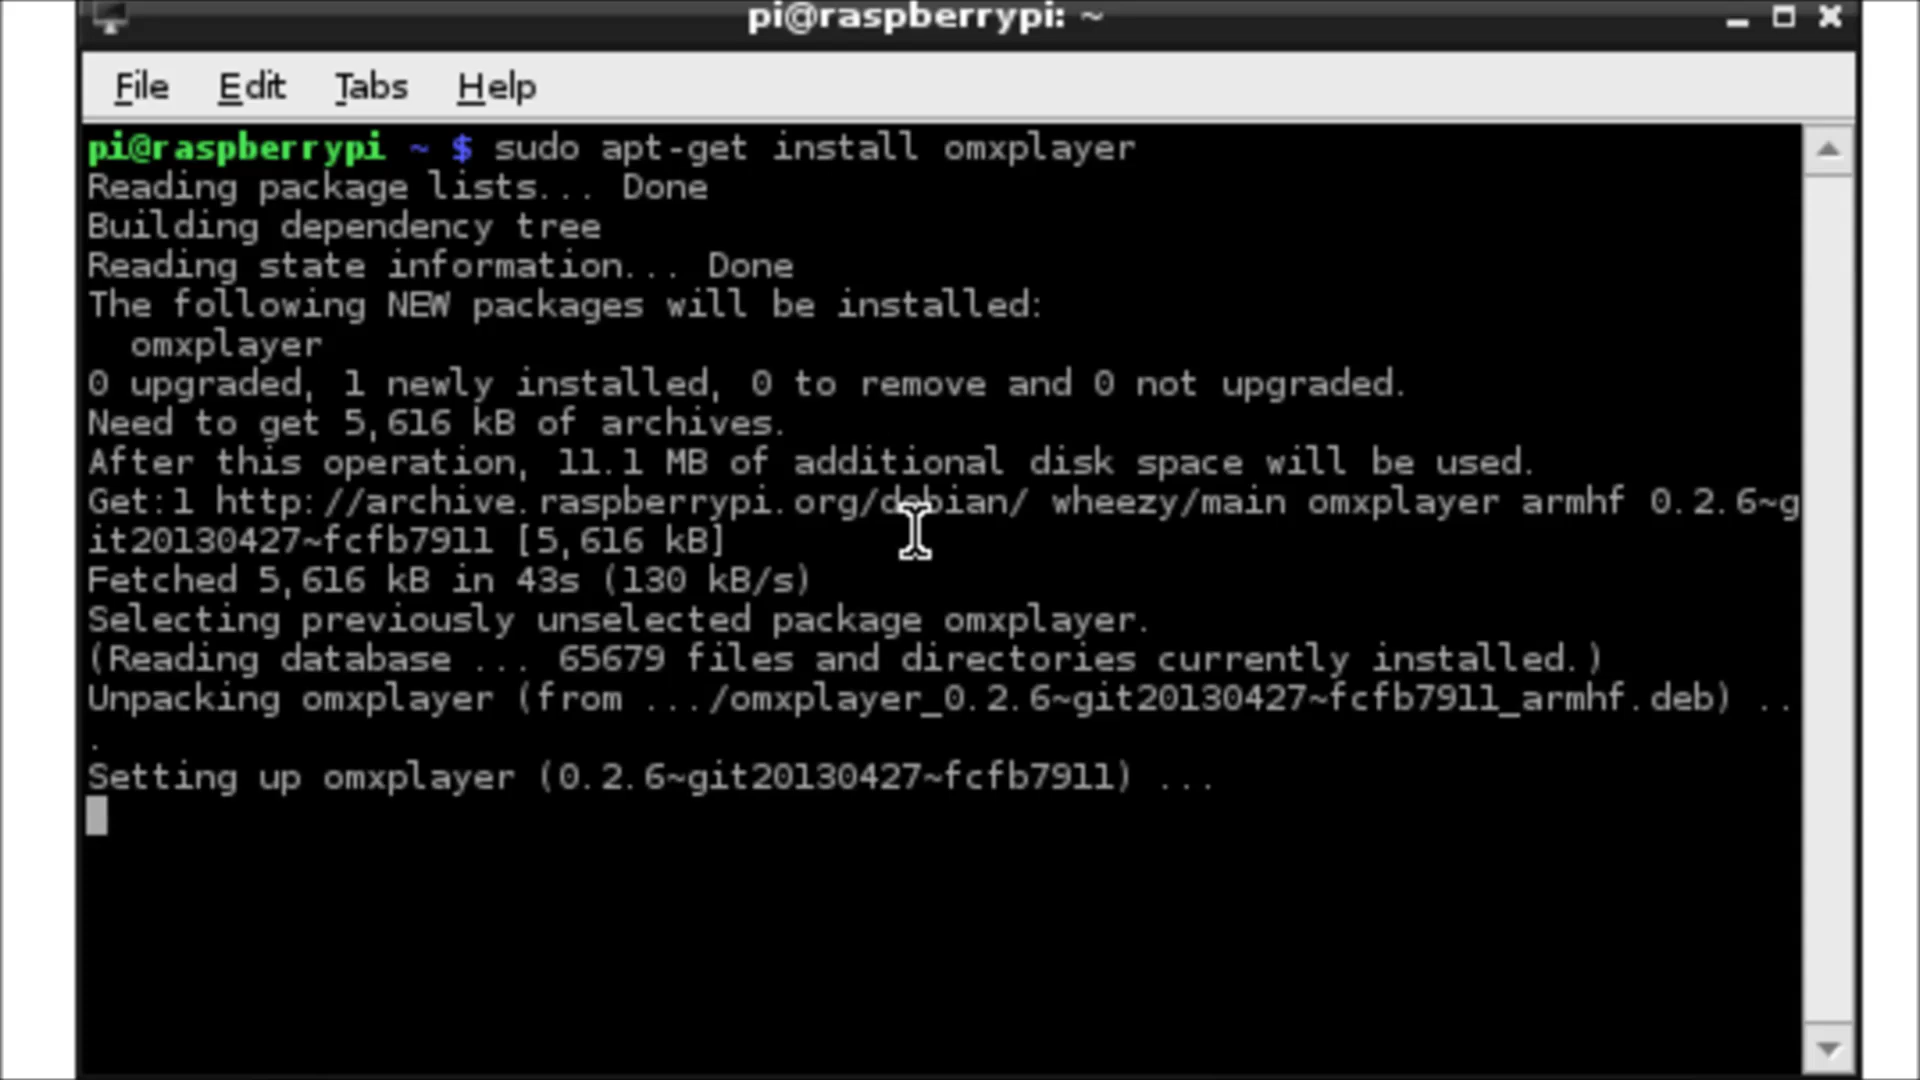 pi@raspberrypi: ~
File Edit Tabs Help
pi@raspberrypi ~ $ sudo apt-get install omxplayer
Reading package lists... Done
Building dependency tree
Reading state information... Done
The following NEW packages will be installed:
  omxplayer
0 upgraded, 1 newly installed, 0 to remove and 0 not upgraded.
Need to get 5,616 kB of archives.
After this operation, 11.1 MB of additional disk space will be used.
Get:1 http://archive.raspberrypi.org/debian/ wheezy/main omxplayer armhf 0.2.6~g
it20130427~fcfb7911 [5,616 kB]
Fetched 5,616 kB in 43s (130 kB/s)
Selecting previously unselected package omxplayer.
(Reading database ... 65679 files and directories currently installed.)
Unpacking omxplayer (from .../omxplayer_0.2.6~git20130427~fcfb7911_armhf.deb) ..
.
Setting up omxplayer (0.2.6~git20130427~fcfb7911) ...